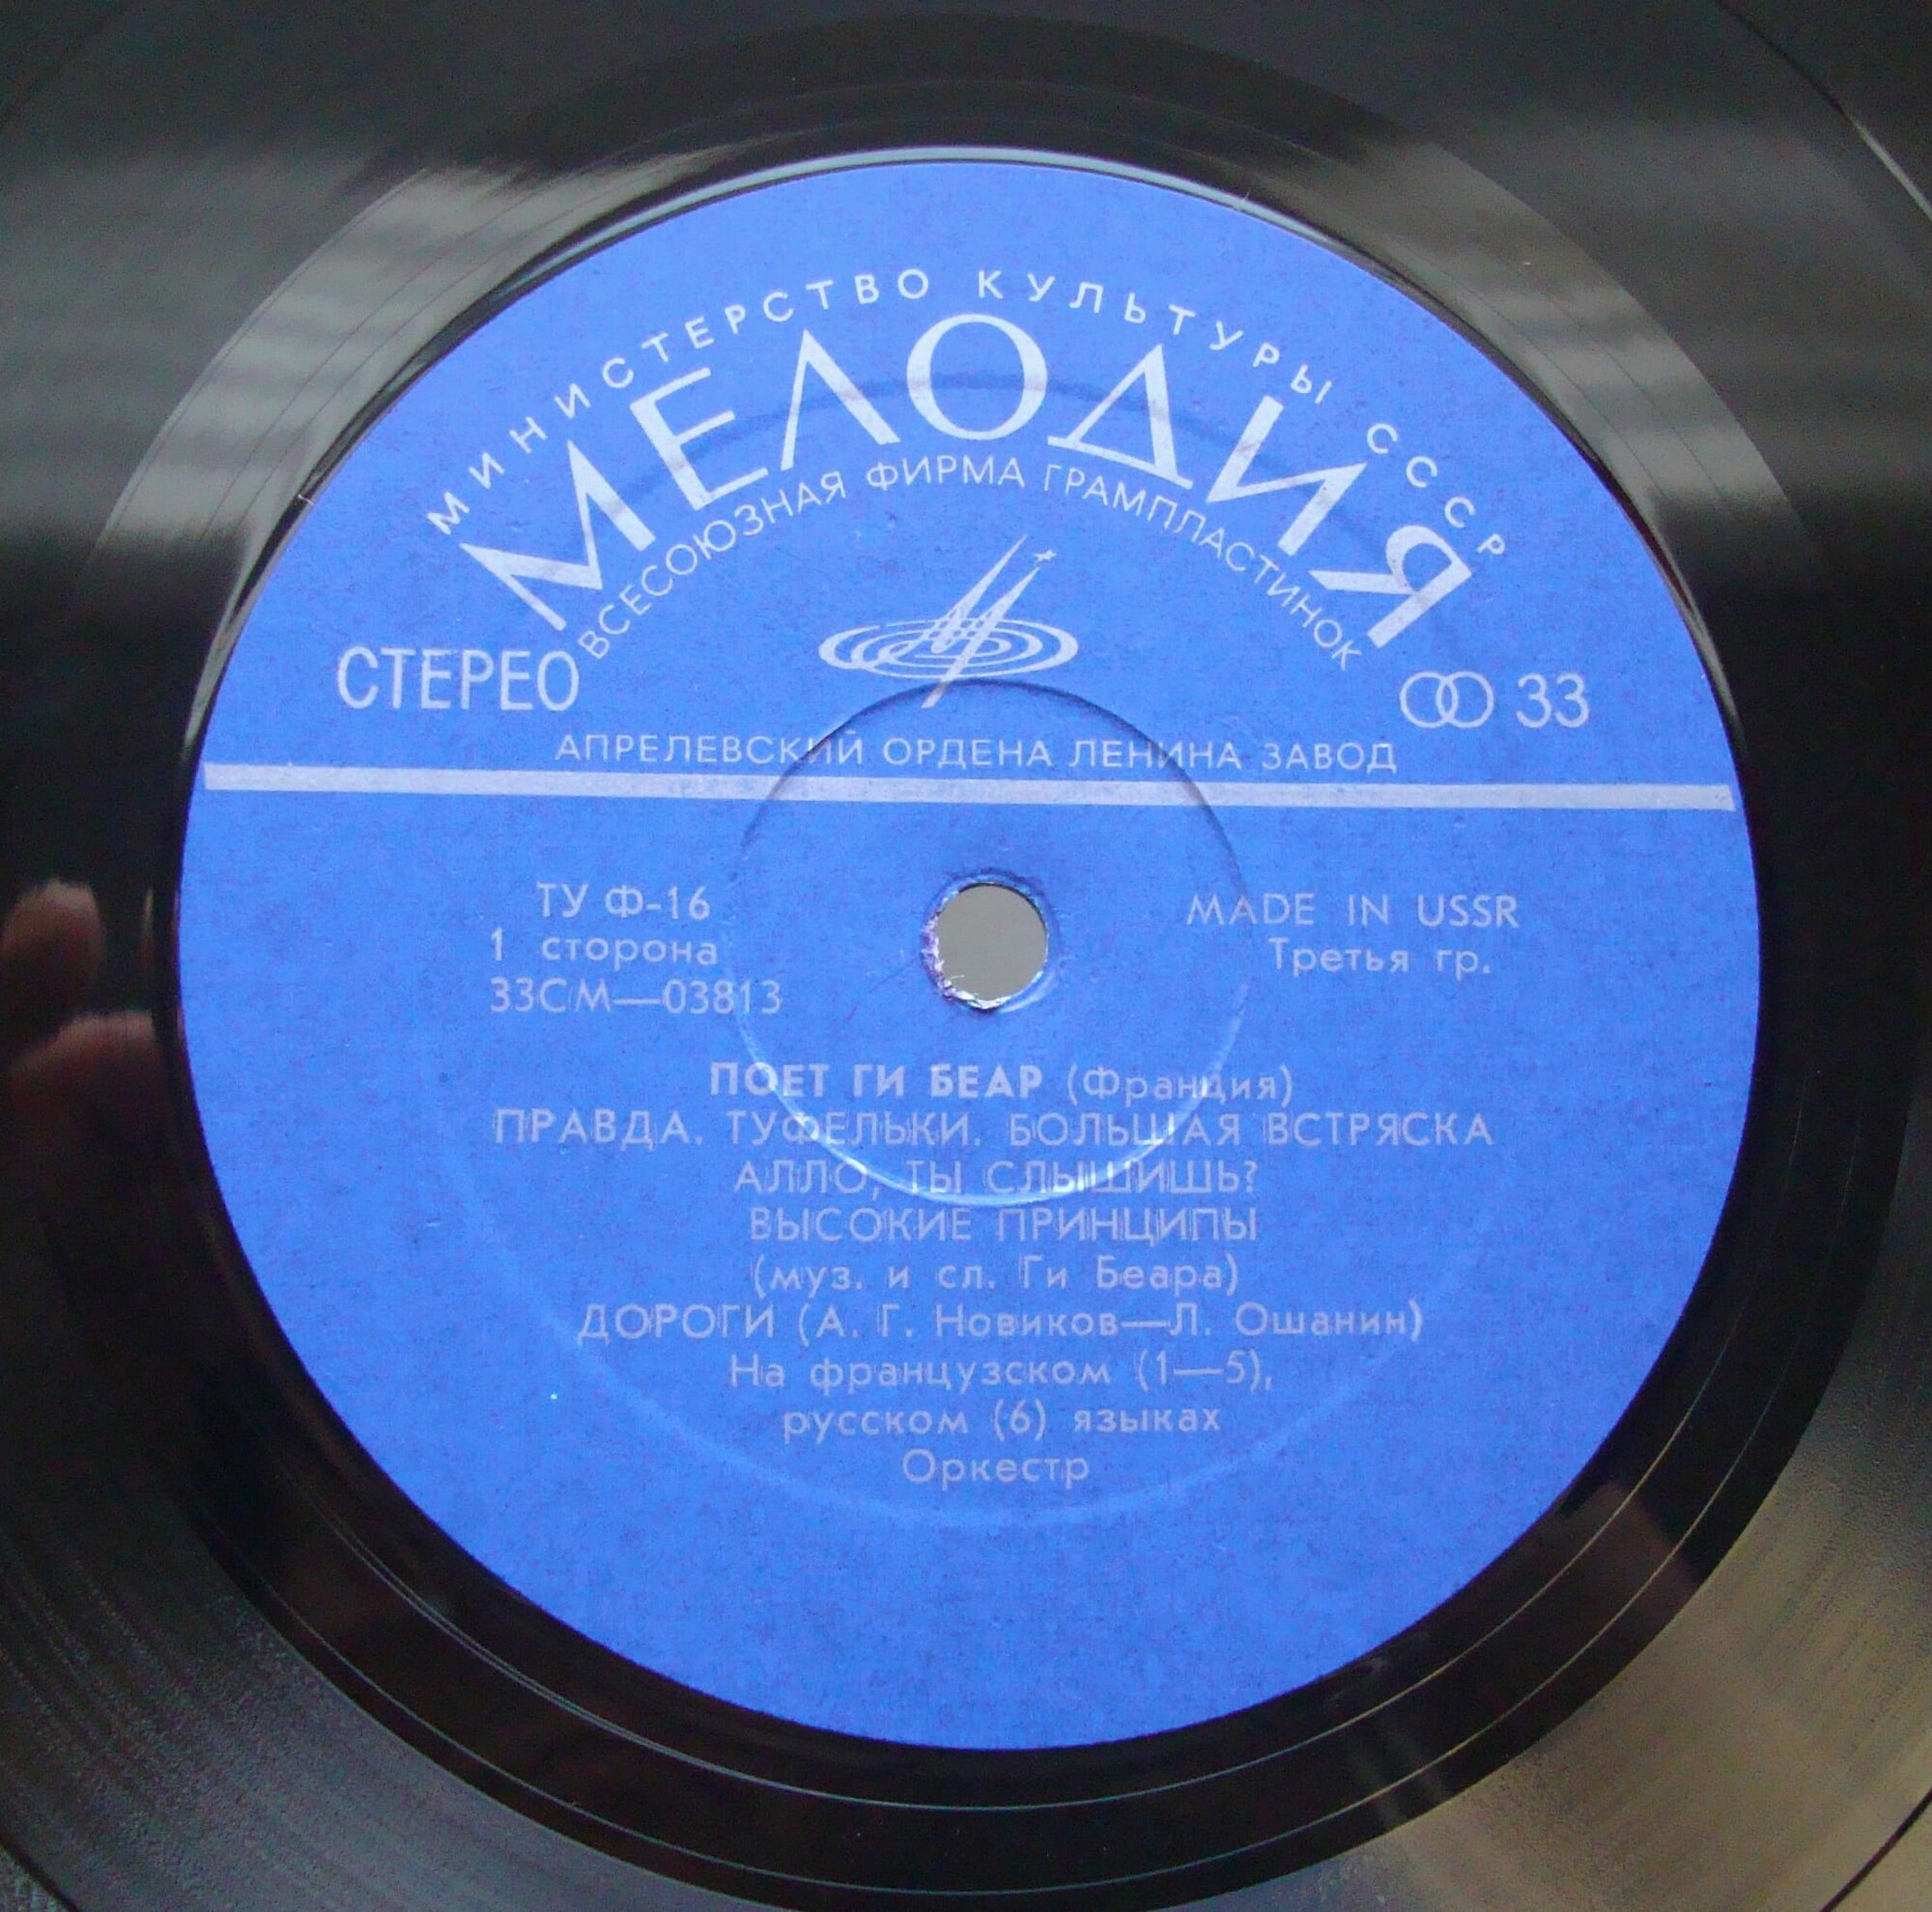 МИНИСТЕРСТВО КУЛЬТУРЫ СССР
МЕЛОДИЯ
ВСЕСОЮЗНАЯ ФИРМА ГРАМПЛАСТИНОК
СТЕРЕО
33
АПРЕЛЕВСКИЙ ОРДЕНА ЛЕНИНА ЗАВОД
ТУ Ф-16
1 сторона
33СМ—03813
MADE IN USSR
Третья гр.
ПОЕТ ГИ БЕАР (Франция)
ПРАВДА. ТУФЕЛЬКИ. БОЛЬШАЯ ВСТРЯСКА
АЛЛО, ТЫ СЛЫШИШЬ?
ВЫСОКИЕ ПРИНЦИПЫ
(муз. и сл. Ги Беара)
ДОРОГИ (А. Г. Новиков—Л. Ошанин)
На французском (1—5),
русском (6) языках
Оркестр